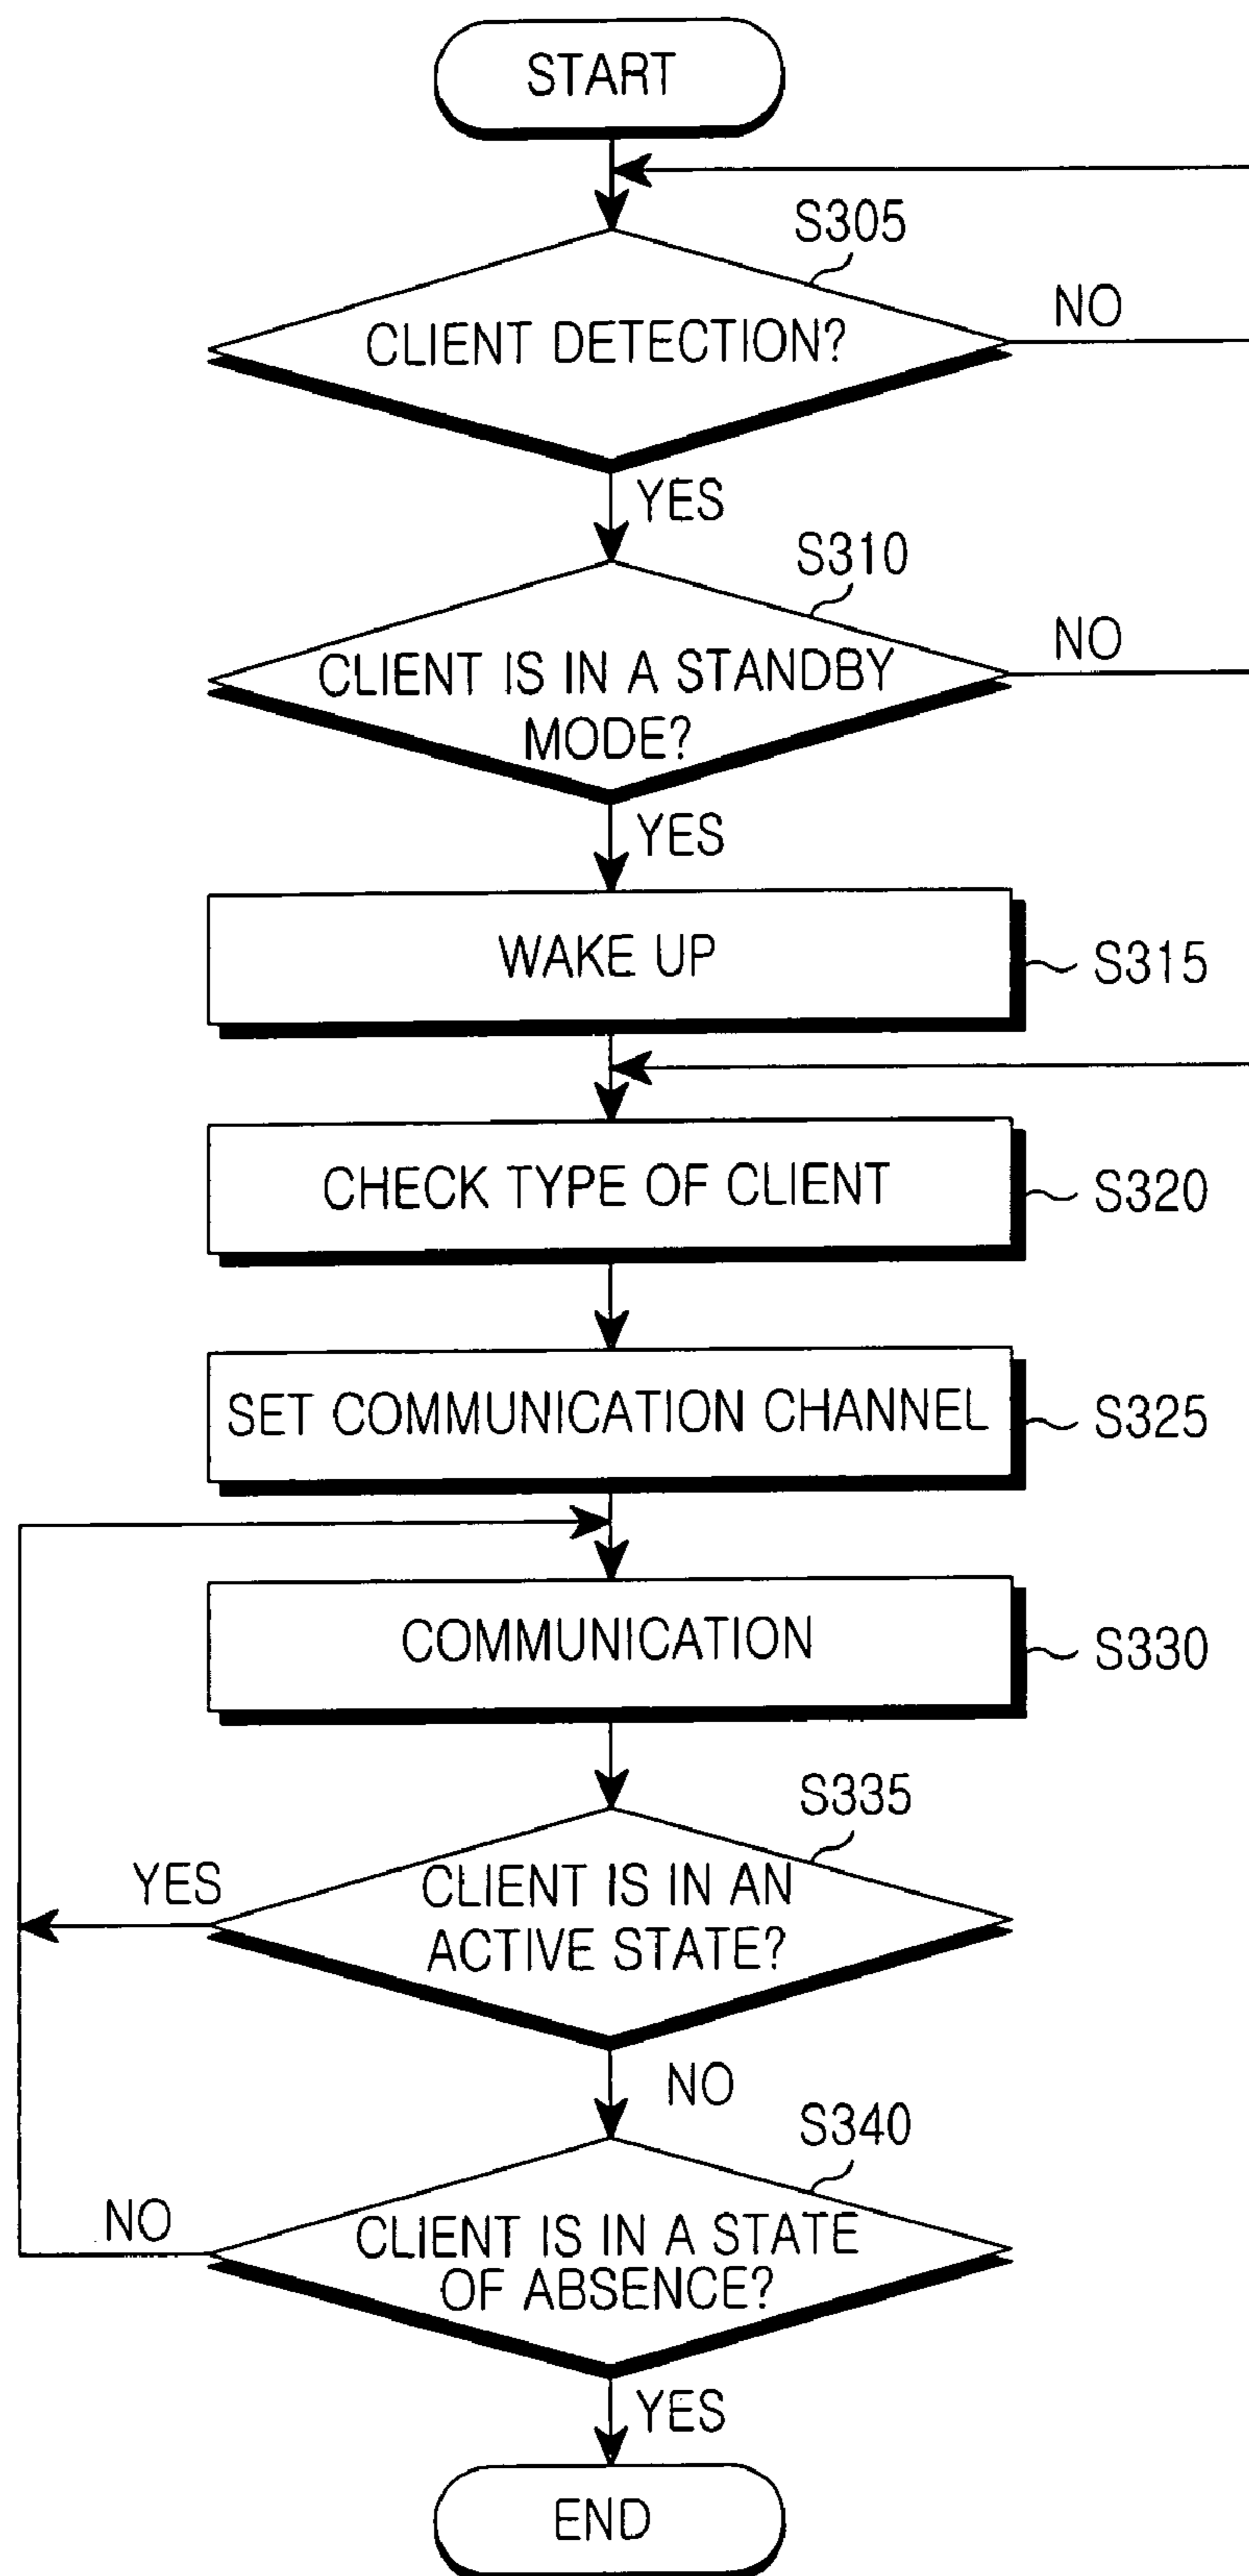 START
S305
CLIENT DETECTION?
NO
YES
S310
CLIENT IS IN A STANDBY
MODE?
NO
YES
WAKE UP
S315
CHECK TYPE OF CLIENT
S320
SET COMMUNICATION CHANNEL
S325
COMMUNICATION
S330
S335
YES
CLIENT IS IN AN
ACTIVE STATE?
NO
S340
NO
CLIENT IS IN A STATE
OF ABSENCE?
YES
END